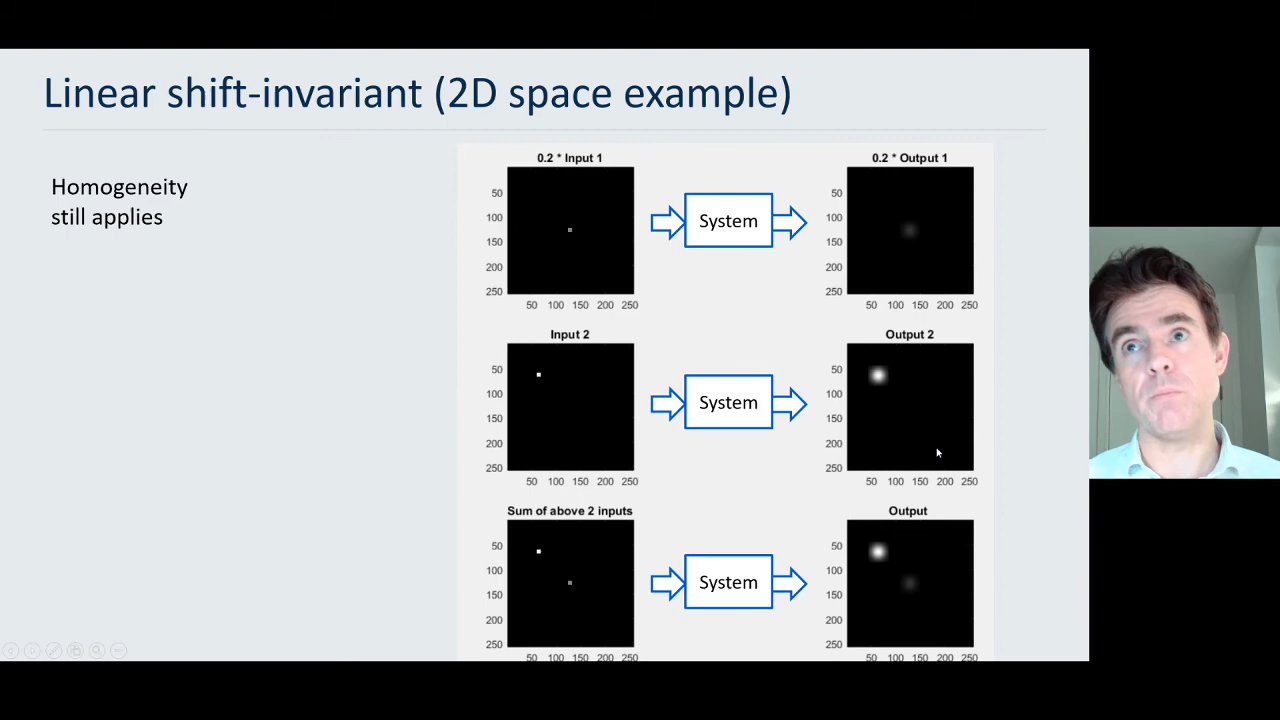 Linear shift-invariant (2D space example)
Homogeneity
still applies
0.2 * Input 1
0.2 * Output 1
50
100
150
200
250
50 100 150 200 250
System
50
100
150
200
250
50 100 150 200 250
Input 2
Output 2
50
100
150
200
250
50 100 150 200 250
System
50
100
150
200
250
50 100 150 200 250
Sum of above 2 inputs
Output
50
100
150
200
250
50 100 150 200 250
System
50
100
150
200
250
50 100 150 200 250